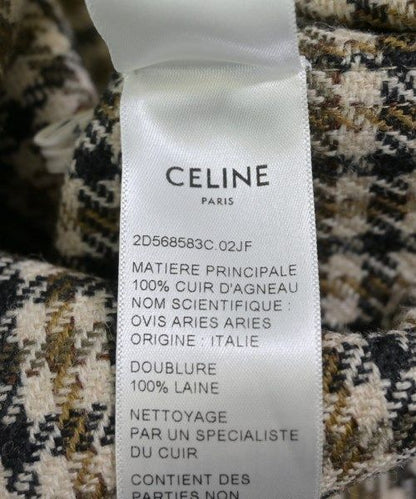 CELINE
PARIS
2D568583C.02JF
MATIERE PRINCIPALE
100% CUIR D'AGNEAU
NOM SCIENTIFIQUE :
OVIS ARIES ARIES
ORIGINE : ITALIE
DOUBLURE
100% LAINE
NETTOYAGE
PAR UN SPECIALISTE
DU CUIR
CONTIENT DES
PARTIES NON